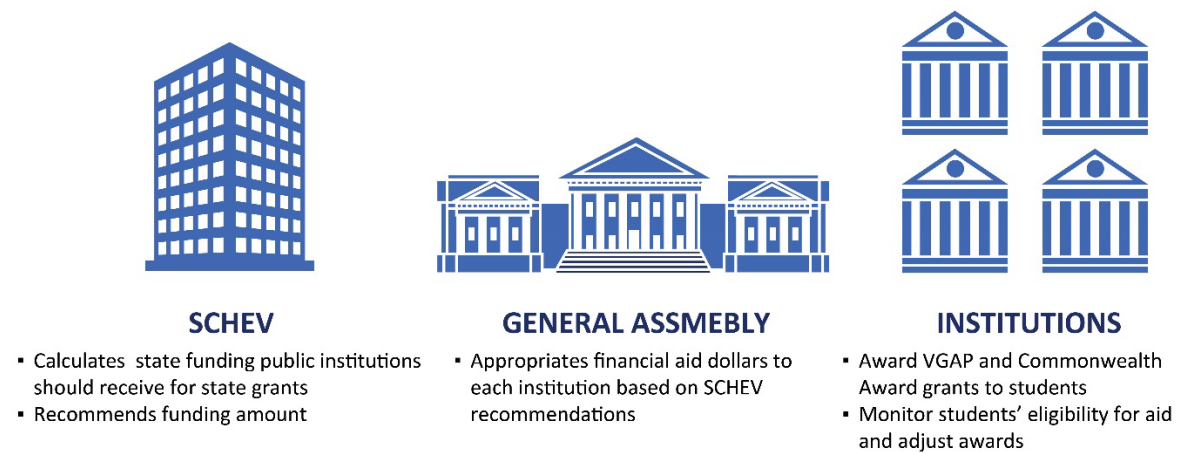 SCHEV
▪ Calculates state funding public institutions
should receive for state grants
▪ Recommends funding amount
GENERAL ASSMEBLY
▪ Appropriates financial aid dollars to
each institution based on SCHEV
recommendations
INSTITUTIONS
▪ Award VGAP and Commonwealth
Award grants to students
▪ Monitor students’ eligibility for aid
and adjust awards